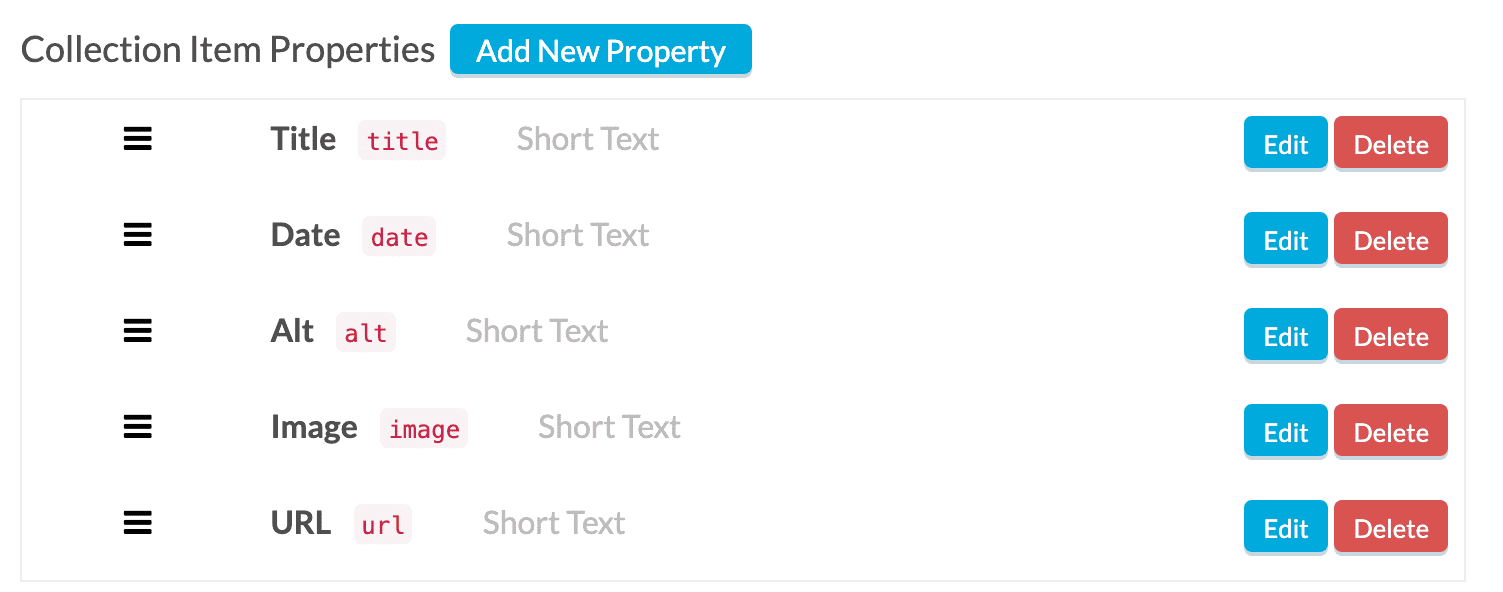 Collection Item Properties Add New Property
Title title Short Text Edit Delete
Date date Short Text Edit Delete
Alt alt Short Text Edit Delete
Image image Short Text Edit Delete
URL url Short Text Edit Delete